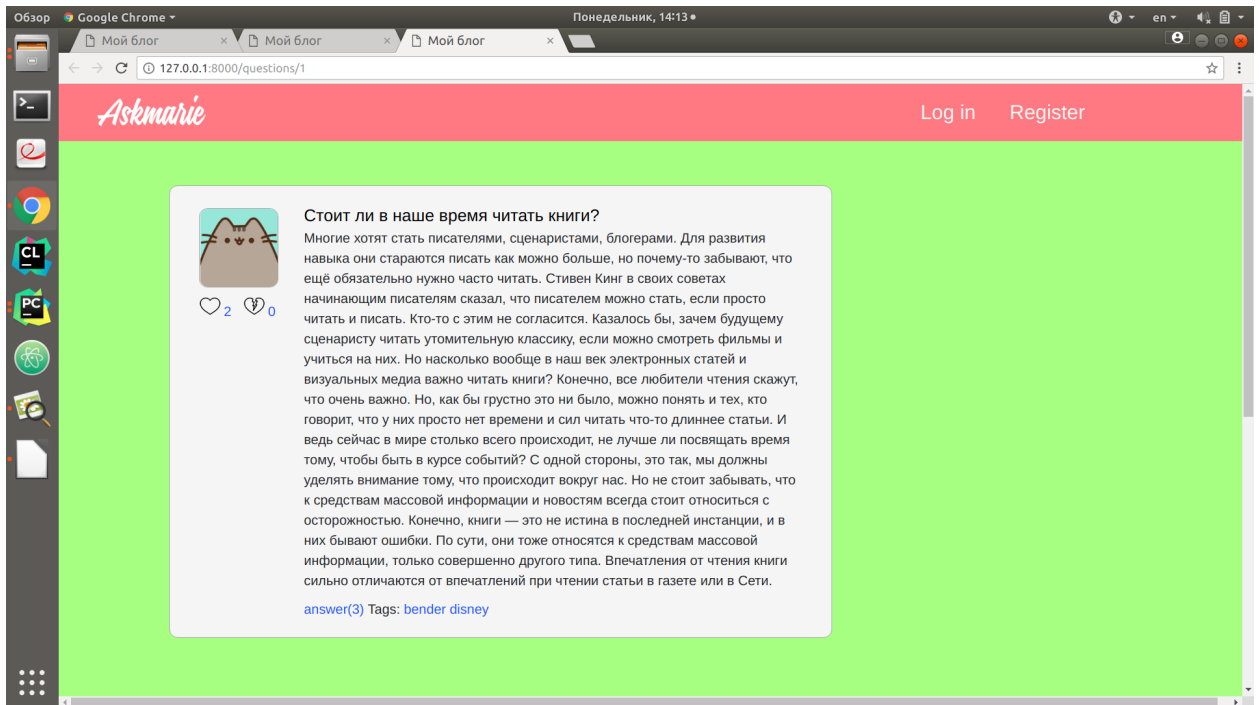 Обзор Google Chrome Понедельник, 14:13 en
Мой блог × Мой блог × Мой блог ×
127.0.0.1:8000/questions/1
Askmarie Log in Register
Стоит ли в наше время читать книги?
Многие хотят стать писателями, сценаристами, блогерами. Для развития
навыка они стараются писать как можно больше, но почему-то забывают, что
ещё обязательно нужно часто читать. Стивен Кинг в своих советах
начинающим писателям сказал, что писателем можно стать, если просто
читать и писать. Кто-то с этим не согласится. Казалось бы, зачем будущему
сценаристу читать утомительную классику, если можно смотреть фильмы и
учиться на них. Но насколько вообще в наш век электронных статей и
визуальных медиа важно читать книги? Конечно, все любители чтения скажут,
что очень важно. Но, как бы грустно это ни было, можно понять и тех, кто
говорит, что у них просто нет времени и сил читать что-то длиннее статьи. И
ведь сейчас в мире столько всего происходит, не лучше ли посвящать время
тому, чтобы быть в курсе событий? С одной стороны, это так, мы должны
уделять внимание тому, что происходит вокруг нас. Но не стоит забывать, что
к средствам массовой информации и новостям всегда стоит относиться с
осторожностью. Конечно, книги — это не истина в последней инстанции, и в
них бывают ошибки. По сути, они тоже относятся к средствам массовой
информации, только совершенно другого типа. Впечатления от чтения книги
сильно отличаются от впечатлений при чтении статьи в газете или в Сети.
2 0
answer(3) Tags: bender disney
CL
PC